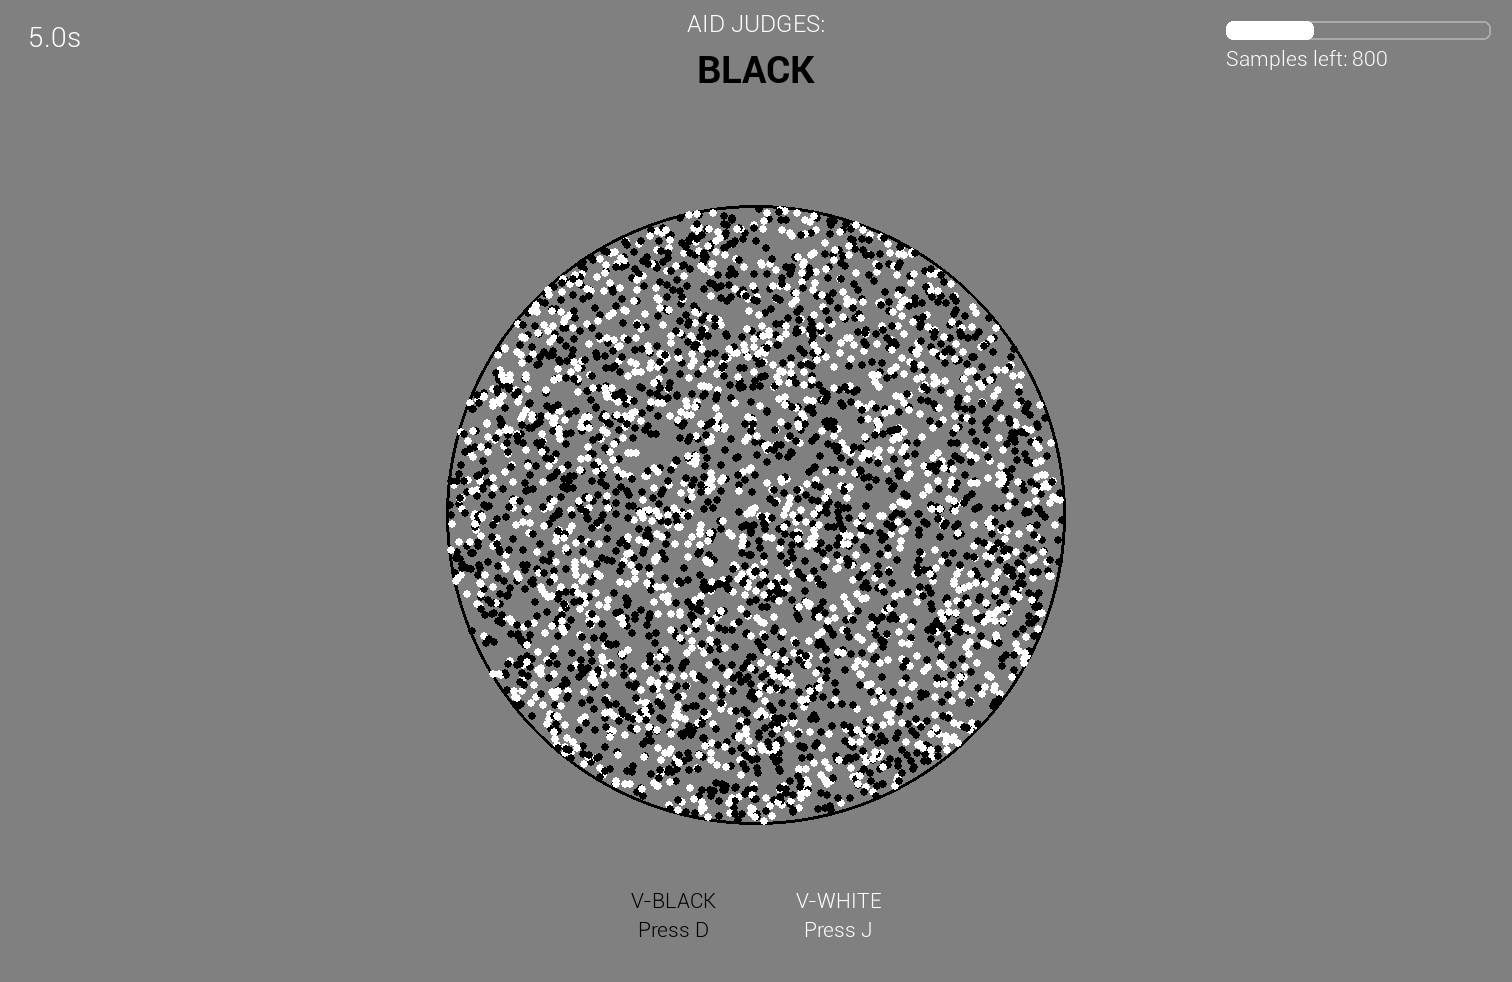 5.0s
AID JUDGES:
BLACK
Samples left: 800
V-BLACK
Press D
V-WHITE
Press J